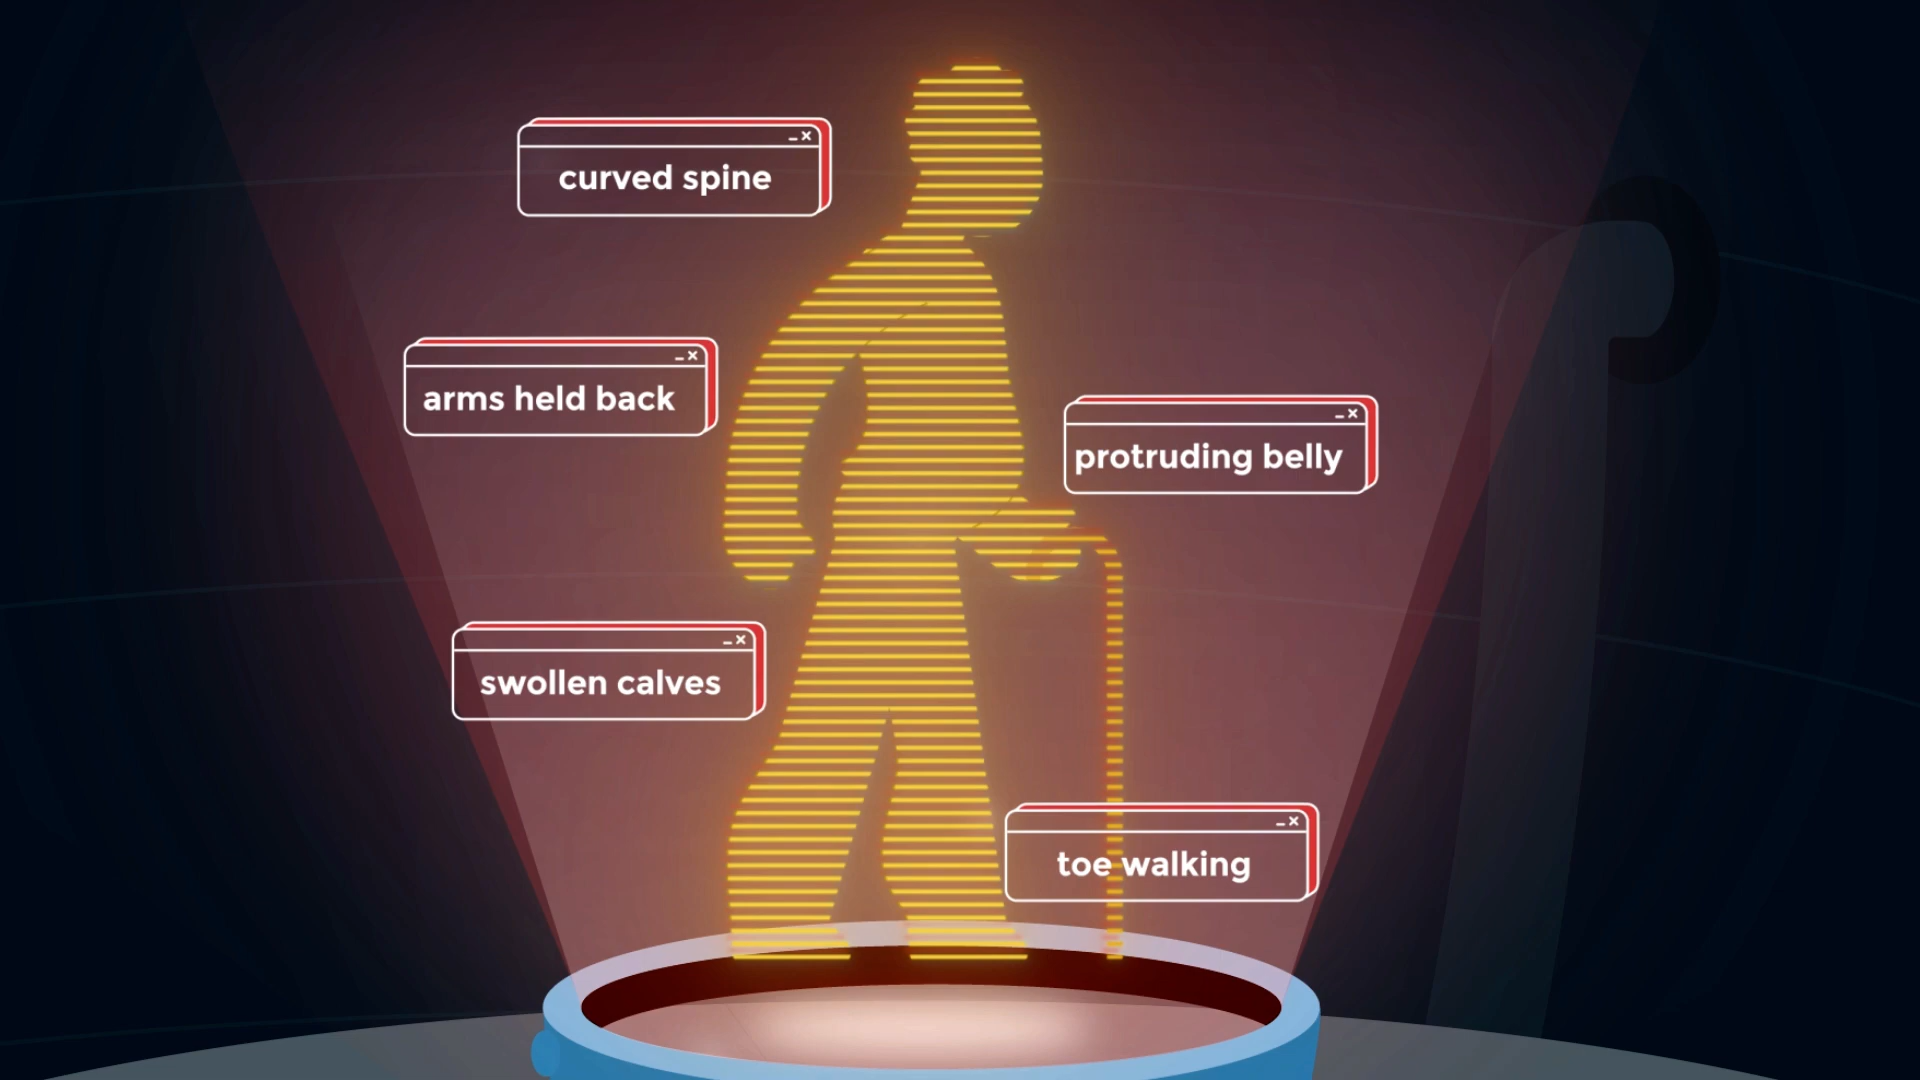 curved spine
arms held back
protruding belly
swollen calves
toe walking